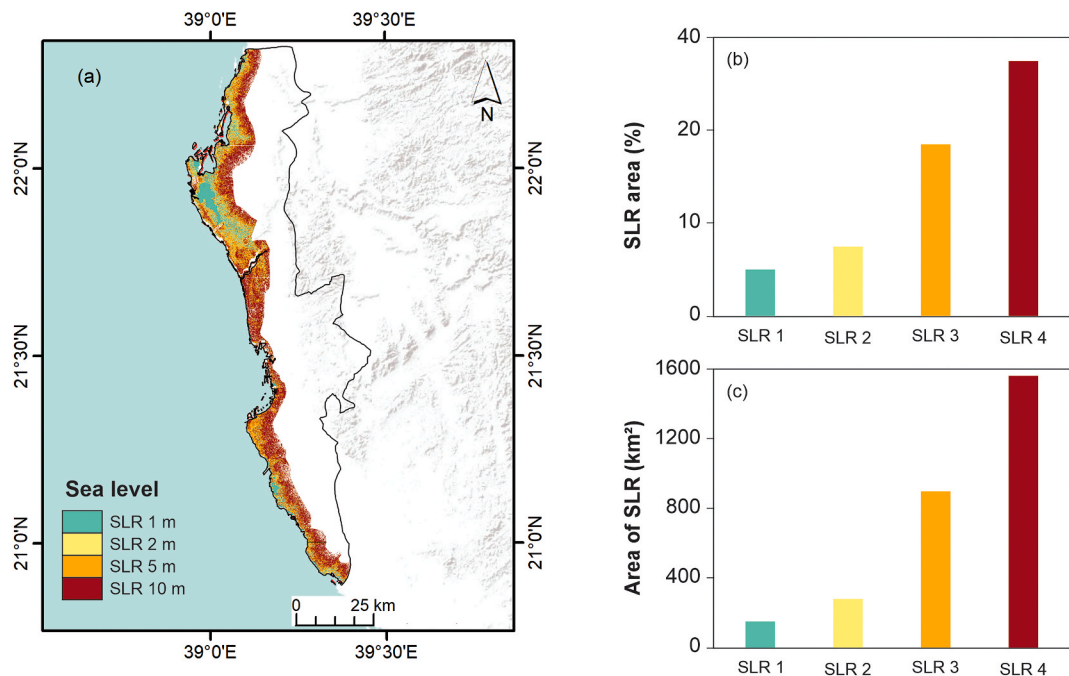 39°0'E 39°30'E
(a)
N
22°0'N
21°30'N
21°0'N
22°0'N
21°30'N
21°0'N
Sea level
SLR 1 m
SLR 2 m
SLR 5 m
SLR 10 m
0 25 km
39°0'E 39°30'E
(b)
SLR area (%)
40
20
10
0
SLR 1 SLR 2 SLR 3 SLR 4
(c)
Area of SLR (km²)
1600
1200
800
400
0
SLR 1 SLR 2 SLR 3 SLR 4